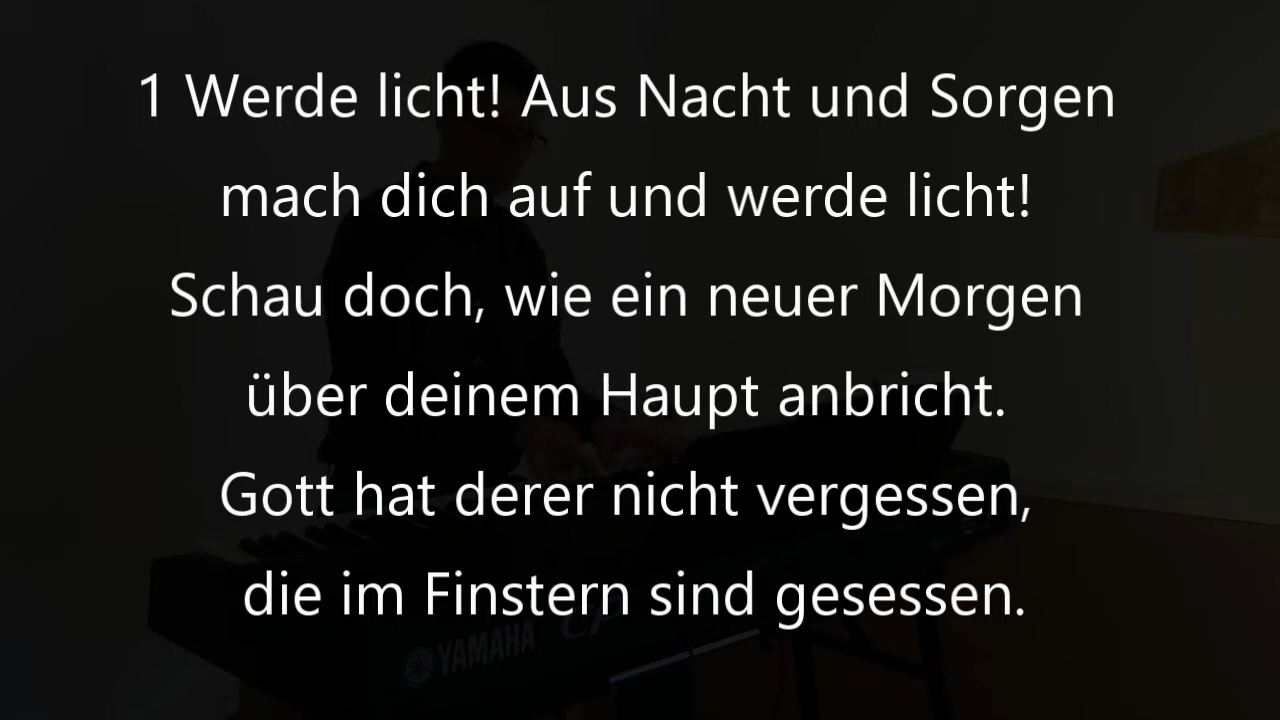 1 Werde licht! Aus Nacht und Sorgen
mach dich auf und werde licht!
Schau doch, wie ein neuer Morgen
über deinem Haupt anbricht.
Gott hat derer nicht vergessen,
die im Finstern sind gesessen.
YAMAHA